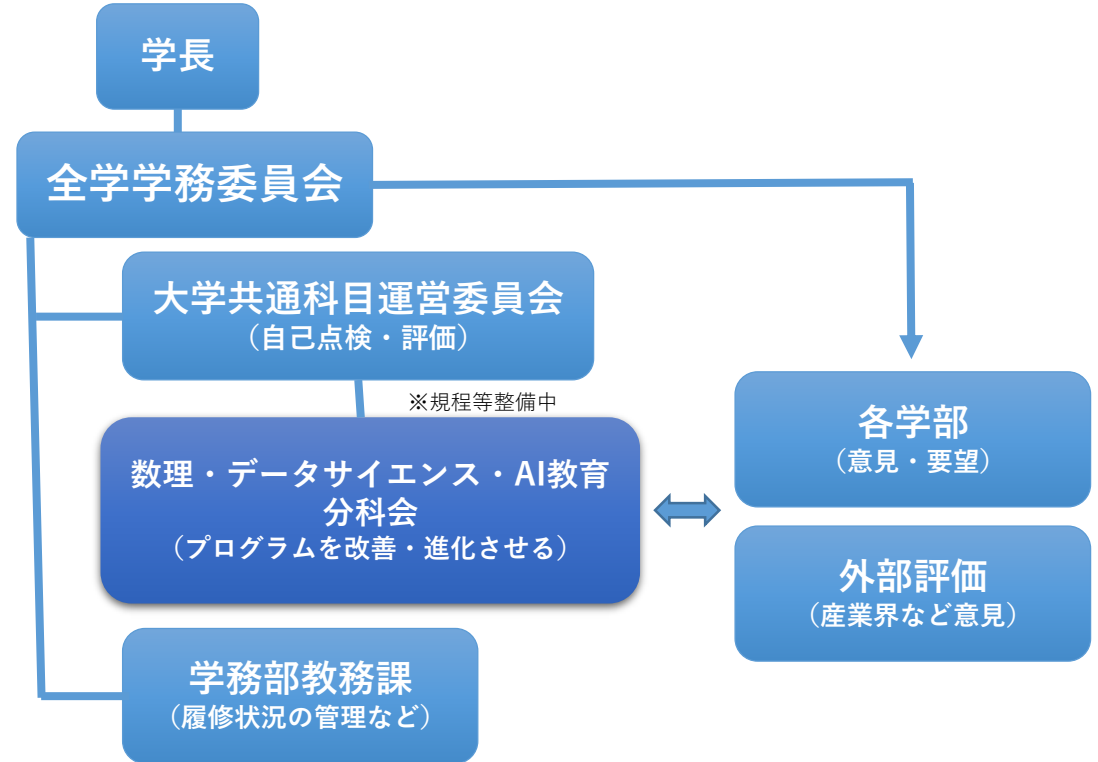 学長
全学学務委員会
大学共通科目運営委員会
（自己点検・評価）
※規程等整備中
数理・データサイエンス・AI教育
分科会
（プログラムを改善・進化させる）
各学部
（意見・要望）
外部評価
（産業界など意見）
学務部教務課
（履修状況の管理など）